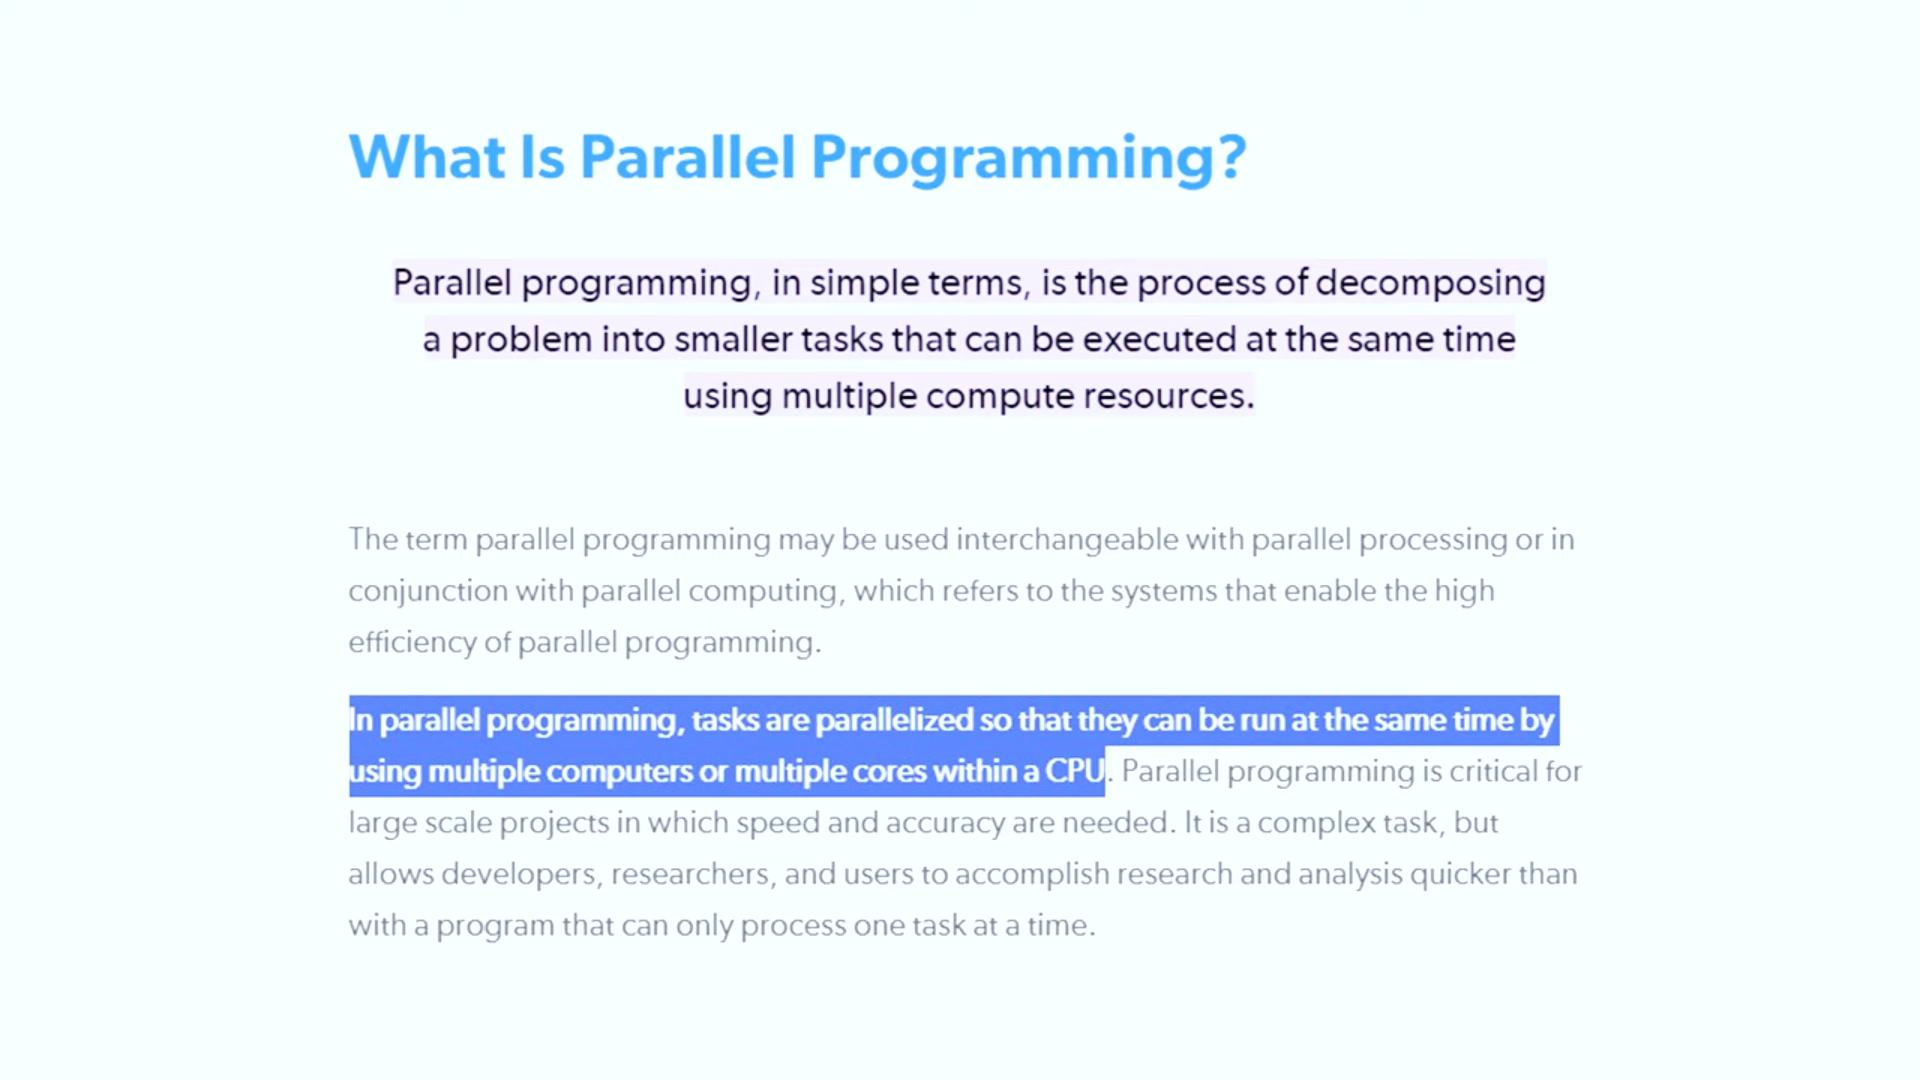 What Is Parallel Programming?
Parallel programming, in simple terms, is the process of decomposing
a problem into smaller tasks that can be executed at the same time
using multiple compute resources.
The term parallel programming may be used interchangeable with parallel processing or in
conjunction with parallel computing, which refers to the systems that enable the high
efficiency of parallel programming.
In parallel programming, tasks are parallelized so that they can be run at the same time by
using multiple computers or multiple cores within a CPU. Parallel programming is critical for
large scale projects in which speed and accuracy are needed. It is a complex task, but
allows developers, researchers, and users to accomplish research and analysis quicker than
with a program that can only process one task at a time.